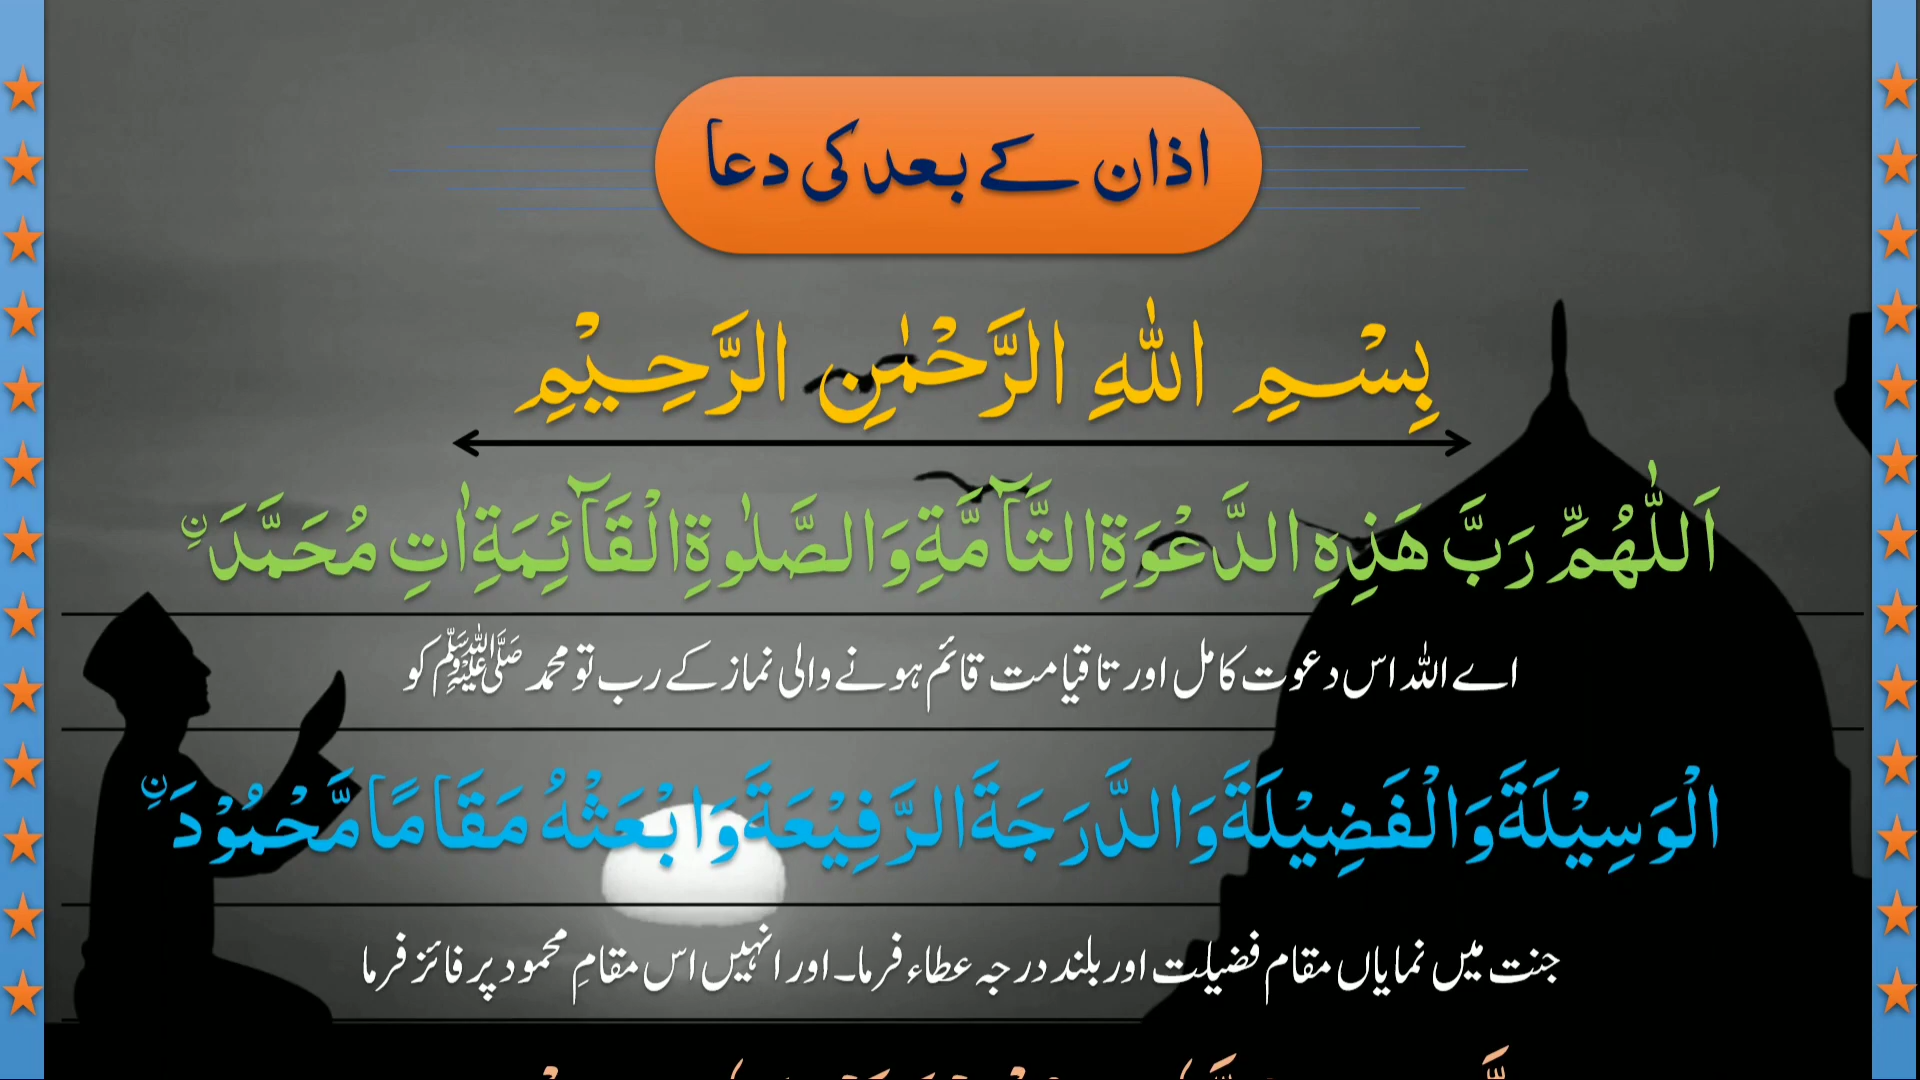 اذان کے بعد کی دعا
بِسْمِ اللّٰهِ الرَّحْمٰنِ الرَّحِيْمِ
اَللّٰهُمِّ رَبَّ هَذِهِ الدَّعْوَةِ التَّآمَّةِ وَالصَّلٰوةِ الْقَآئِمَةِ اٰتِ مُحَمَّدَنِ
اے اللہ اس دعوت کامل اور تا قیامت قائم ہونے والی نماز کے رب تو محمد ﷺ کو
الْوَسِيْلَةَ وَالْفَضِيْلَةَ وَالدَّرَجَةَ الرَّفِيْعَةَ وَابْعَثْهُ مَقَامًا مَّحْمُوْدَنِ
جنت میں نمایاں مقام فضیلت اور بلند درجہ عطاء فرما۔ اور انہیں اس مقامِ محمود پر فائز فرما